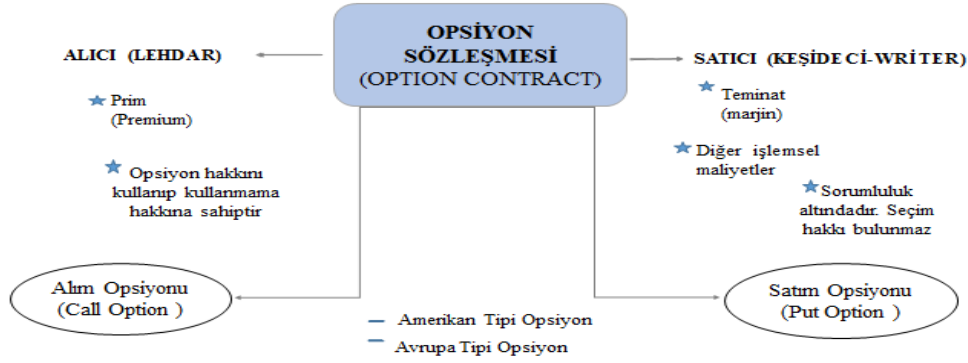 OPSİYON
SÖZLEŞMESİ
(OPTION CONTRACT)
ALICI (LEHDAR)
Prim
(Premium)
Opsiyon hakkını
kullanıp kullanmama
hakkına sahiptir
SATICI (KEŞİDECİ-WRİTER)
Teminat
(marjin)
Diğer işlemsel
maliyetler
Sorumluluk
altındadır. Seçim
hakkı bulunmaz
Alım Opsiyonu
(Call Option )
Satım Opsiyonu
(Put Option )
– Amerikan Tipi Opsiyon
– Avrupa Tipi Opsiyon